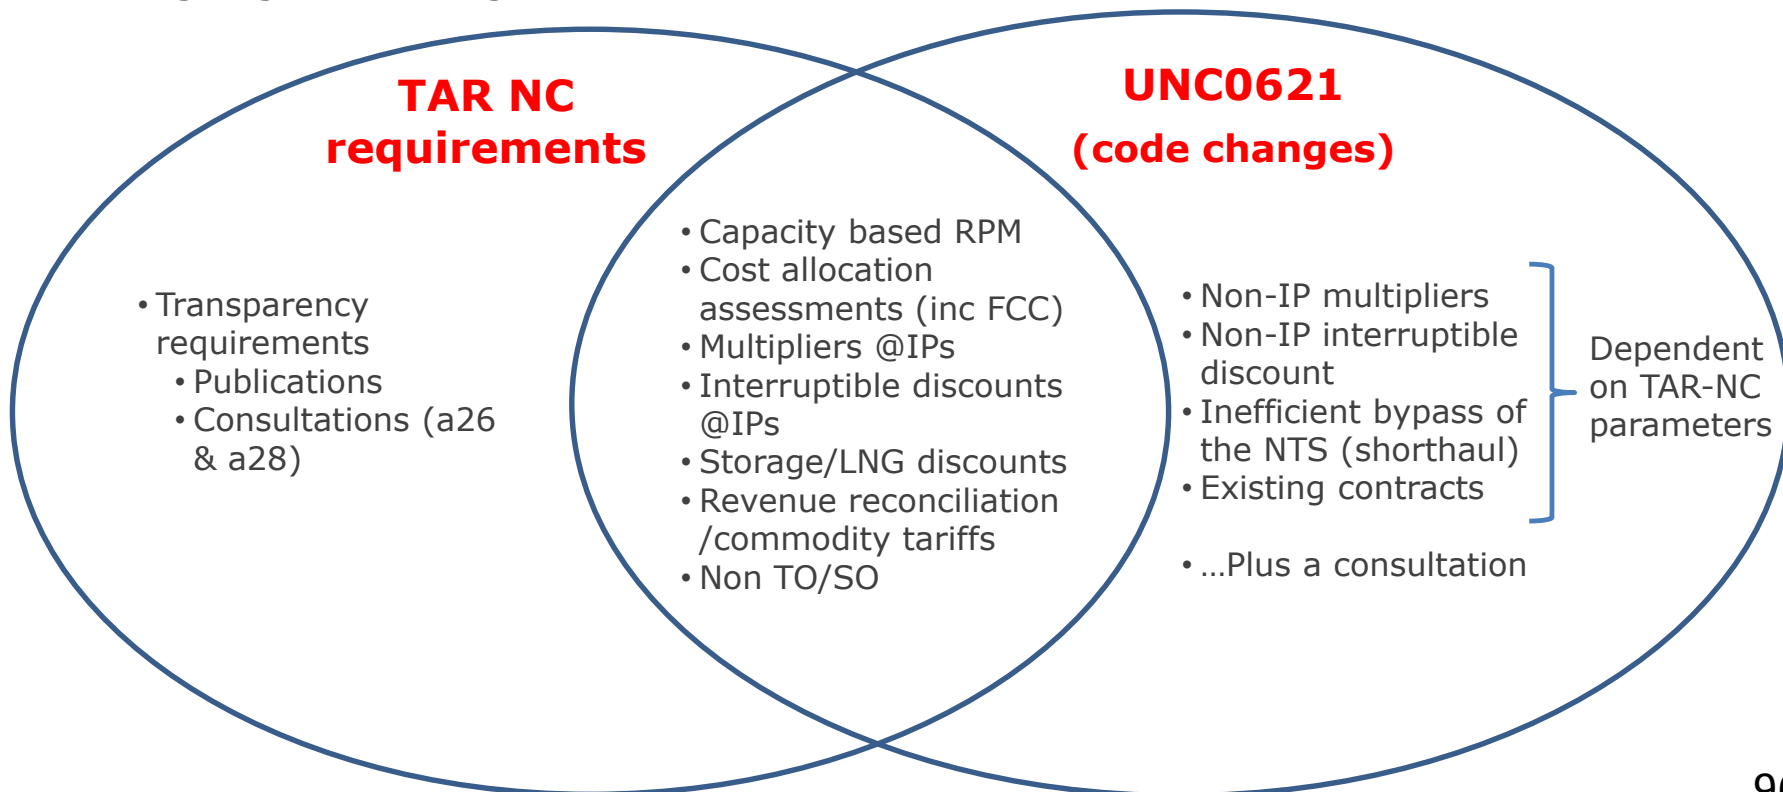 TAR NC
requirements
UNC0621
(code changes)
• Transparency
requirements
• Publications
• Consultations (a26
& a28)
• Capacity based RPM
• Cost allocation
assessments (inc FCC)
• Multipliers @IPs
• Interruptible discounts
@IPs
• Storage/LNG discounts
• Revenue reconciliation
/commodity tariffs
• Non TO/SO
• Non-IP multipliers
• Non-IP interruptible
discount
• Inefficient bypass of
the NTS (shorthaul)
• Existing contracts
• …Plus a consultation
Dependent
on TAR-NC
parameters